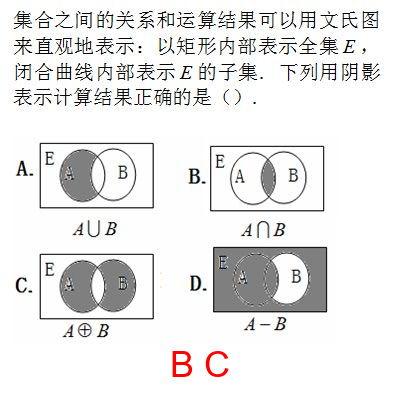 集合之间的关系和运算结果可以用文氏图
来直观地表示：以矩形内部表示全集E，
闭合曲线内部表示E的子集．下列用阴影
表示计算结果正确的是（）．
A. E A B
A∪B
B. E A B
A∩B
C. E A B
A⊕B
D. E A B
A−B
B C